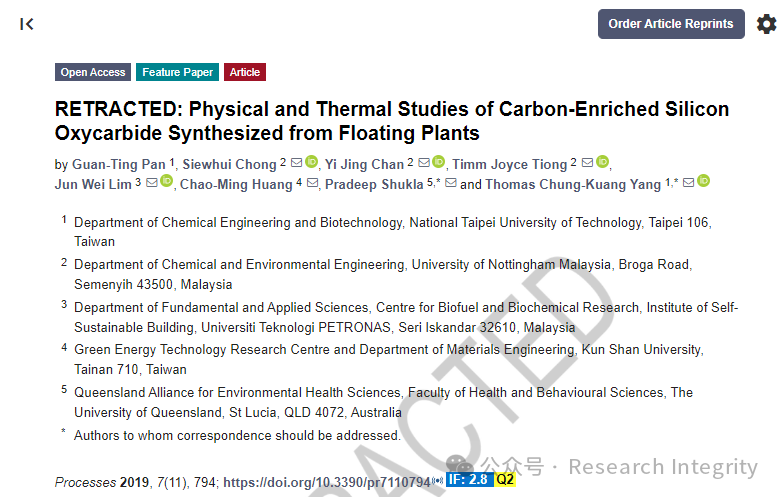 Order Article Reprints
Open Access Feature Paper Article
RETRACTED: Physical and Thermal Studies of Carbon-Enriched Silicon
Oxycarbide Synthesized from Floating Plants
by Guan-Ting Pan 1, Siewhui Chong 2 iD, Yi Jing Chan 2 iD, Timm Joyce Tiong 2 iD,
Jun Wei Lim 3 iD, Chao-Ming Huang 4, Pradeep Shukla 5,* and Thomas Chung-Kuang Yang 1,* iD
1 Department of Chemical Engineering and Biotechnology, National Taipei University of Technology, Taipei 106,
Taiwan
2 Department of Chemical and Environmental Engineering, University of Nottingham Malaysia, Broga Road,
Semenyih 43500, Malaysia
3 Department of Fundamental and Applied Sciences, Centre for Biofuel and Biochemical Research, Institute of Self-
Sustainable Building, Universiti Teknologi PETRONAS, Seri Iskandar 32610, Malaysia
4 Green Energy Technology Research Centre and Department of Materials Engineering, Kun Shan University,
Tainan 710, Taiwan
5 Queensland Alliance for Environmental Health Sciences, Faculty of Health and Behavioural Sciences, The
University of Queensland, St Lucia, QLD 4072, Australia
* Authors to whom correspondence should be addressed.
Processes 2019, 7(11), 794; https://doi.org/10.3390/pr7110794 IF: 2.8 Q2
公众号 · Research Integrity
RACTED